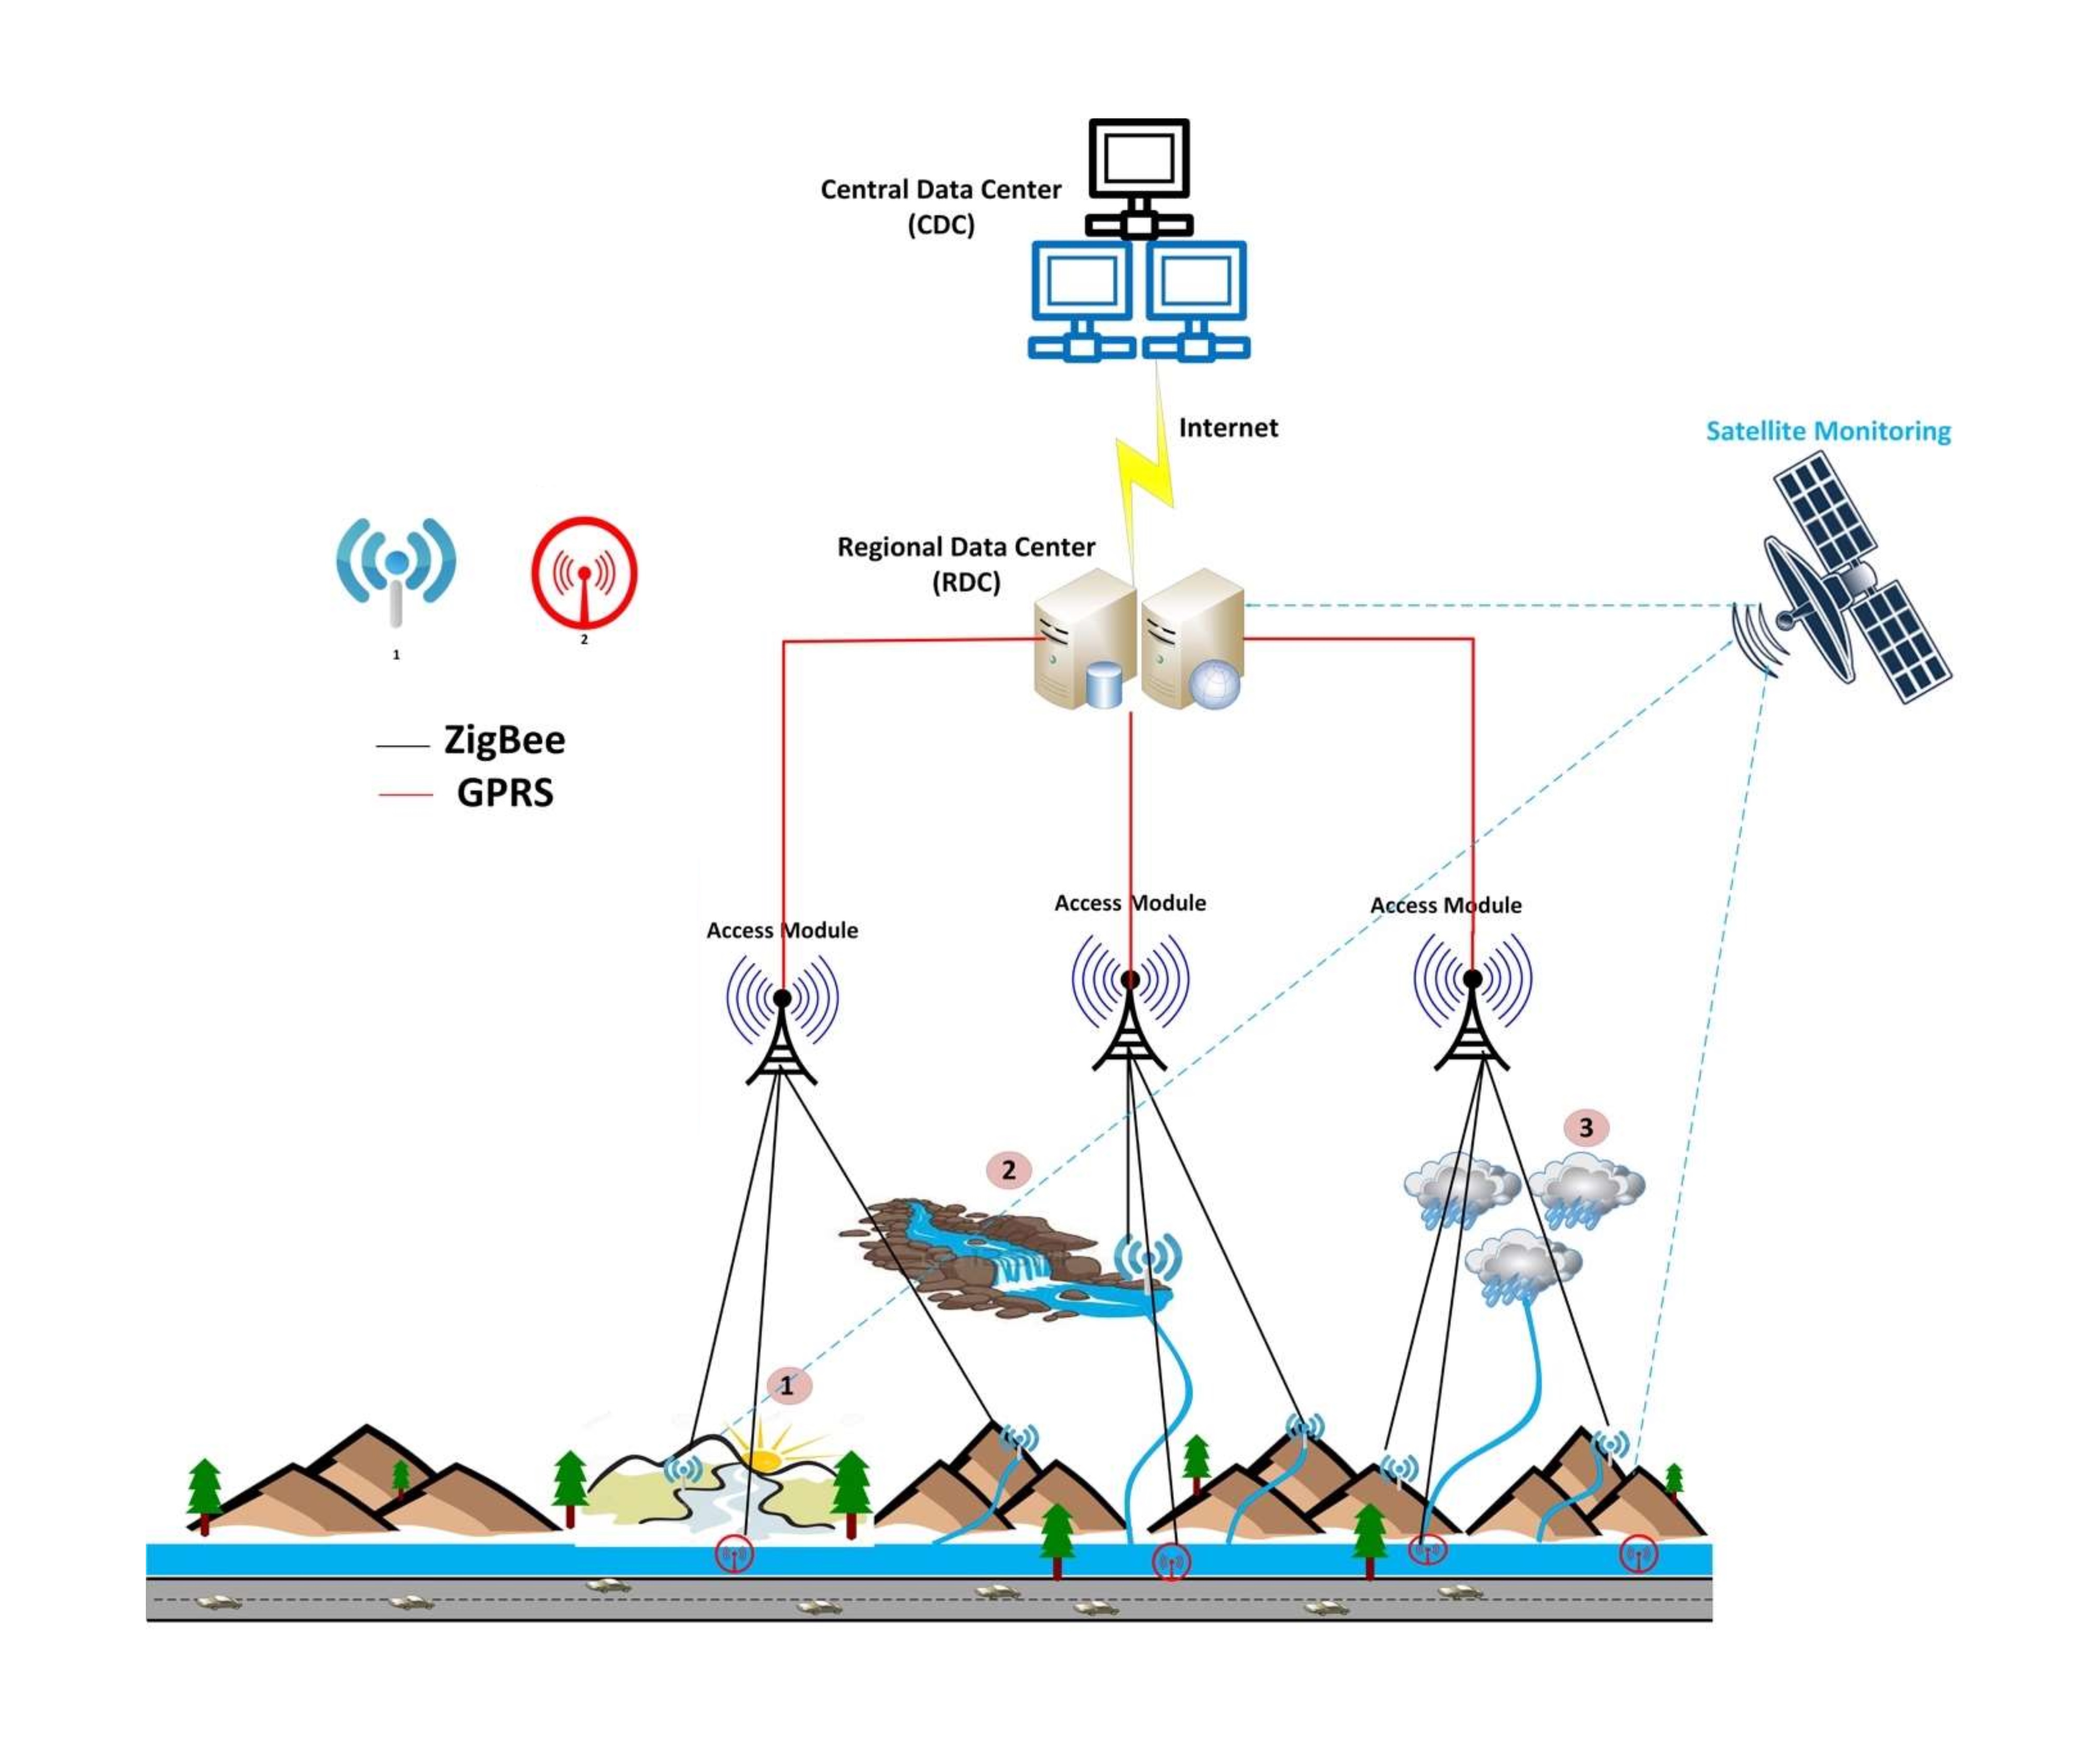 Central Data Center
(CDC)
Internet
Satellite Monitoring
Regional Data Center
(RDC)
1
2
ZigBee
GPRS
Access Module
Access Module
Access Module
3
2
1